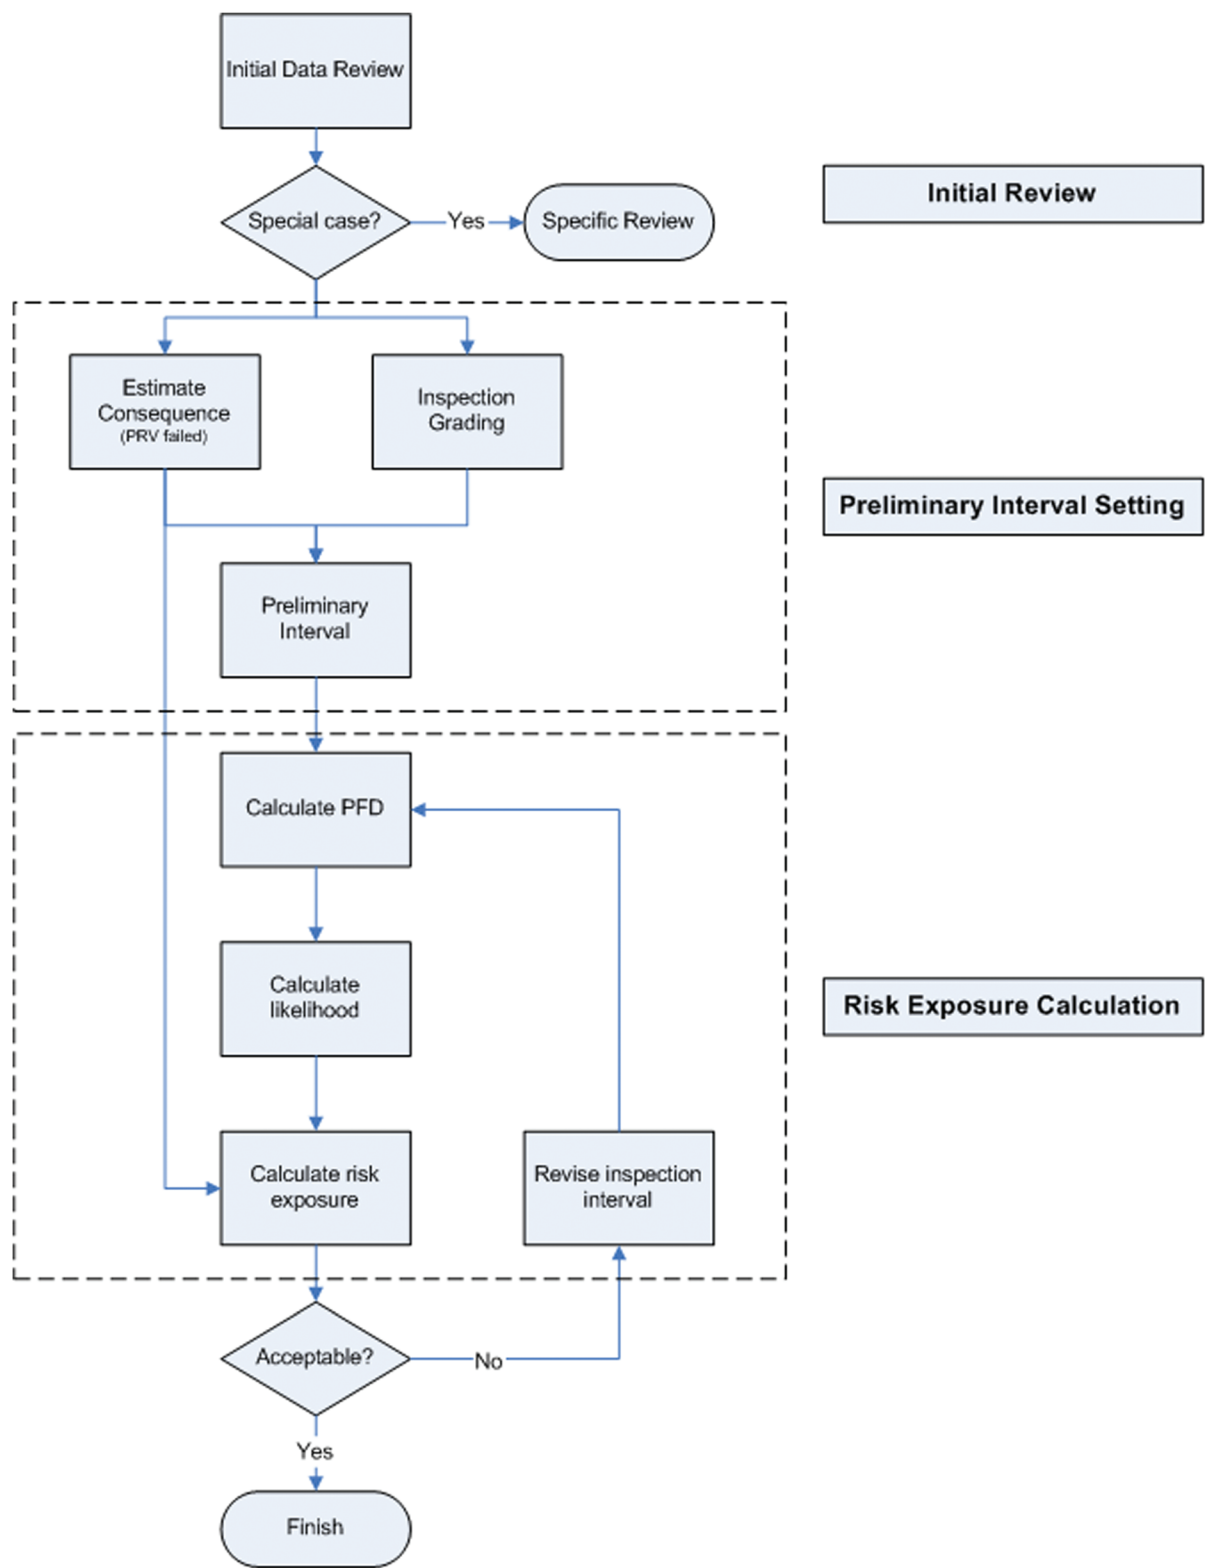 Initial Data Review
Special case?
Yes
Specific Review
Initial Review
Estimate
Consequence
(PRV failed)
Inspection
Grading
Preliminary Interval Setting
Preliminary
Interval
Calculate PFD
Calculate
likelihood
Risk Exposure Calculation
Calculate risk
exposure
Revise inspection
interval
Acceptable?
No
Yes
Finish